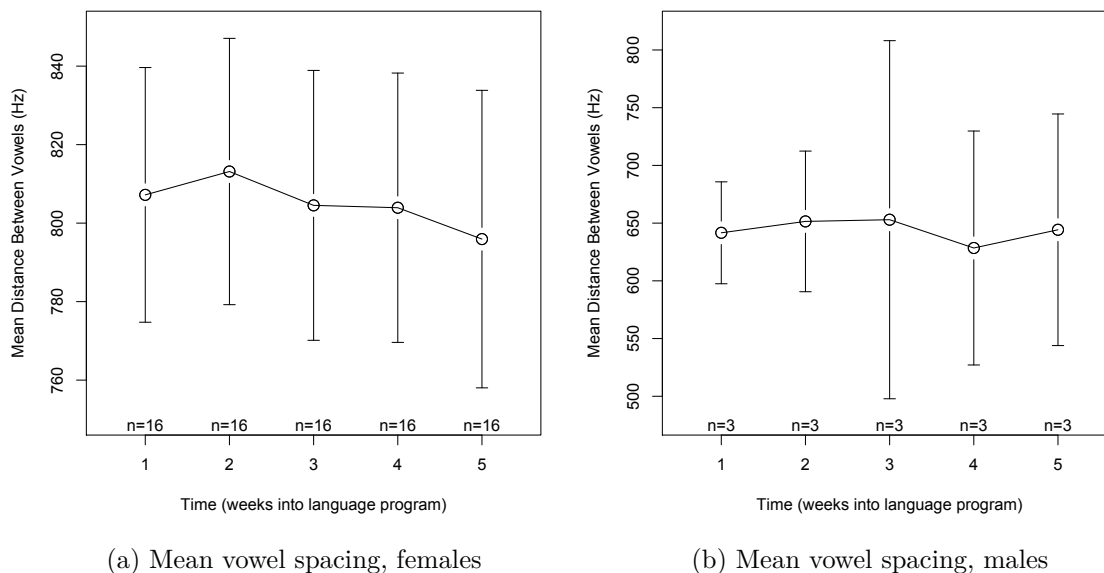 Mean Distance Between Vowels (Hz)
840
820
800
780
760
n=16 n=16 n=16 n=16 n=16
1 2 3 4 5
Time (weeks into language program)
(a) Mean vowel spacing, females
Mean Distance Between Vowels (Hz)
800
750
700
650
600
550
500
n=3 n=3 n=3 n=3 n=3
1 2 3 4 5
Time (weeks into language program)
(b) Mean vowel spacing, males